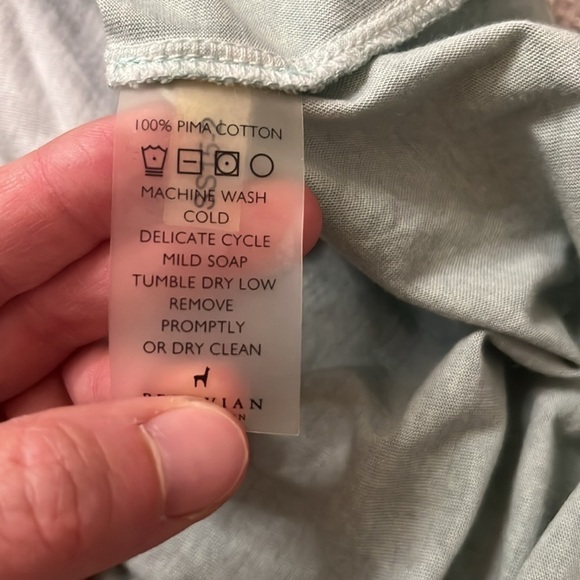 100% PIMA COTTON
MACHINE WASH
COLD
DELICATE CYCLE
MILD SOAP
TUMBLE DRY LOW
REMOVE
PROMPTLY
OR DRY CLEAN